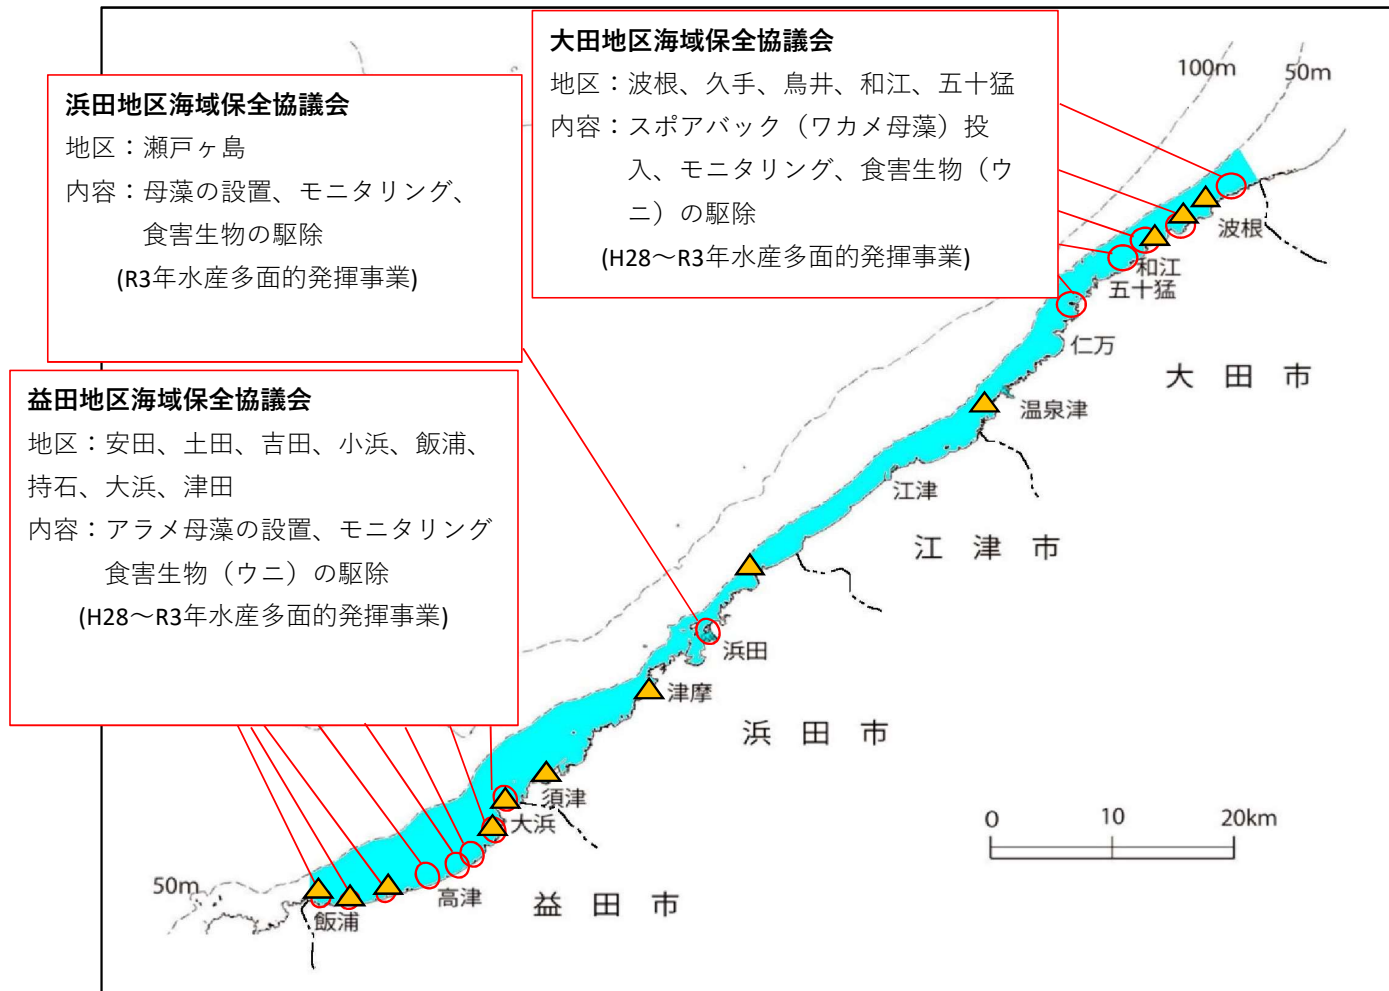 大田地区海域保全協議会
地区：波根、久手、鳥井、和江、五十猛
内容：スポアバック（ワカメ母藻）投
入、モニタリング、食害生物（ウ
ニ）の駆除
(H28～R3年水産多面的発揮事業)
浜田地区海域保全協議会
地区：瀬戸ヶ島
内容：母藻の設置、モニタリング、
食害生物の駆除
(R3年水産多面的発揮事業)
益田地区海域保全協議会
地区：安田、土田、吉田、小浜、飯浦、
持石、大浜、津田
内容：アラメ母藻の設置、モニタリング
食害生物（ウニ）の駆除
(H28～R3年水産多面的発揮事業)
100m
50m
波根
和江
五十猛
仁万
大田市
温泉津
江津
江津市
浜田
津摩
浜田市
須津
大浜
高津
益田市
飯浦
50m
0 10 20km